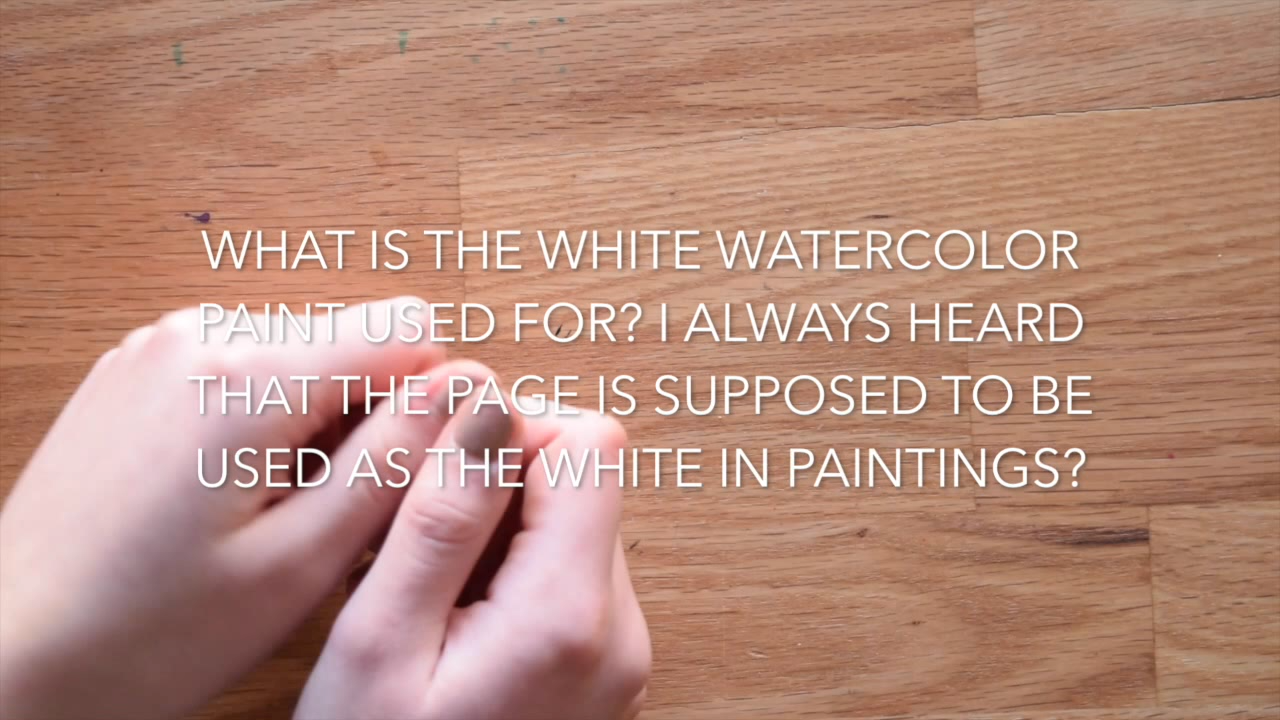 WHAT IS THE WHITE WATERCOLOR
PAINT USED FOR? I ALWAYS HEARD
THAT THE PAGE IS SUPPOSED TO BE
USED AS THE WHITE IN PAINTINGS?